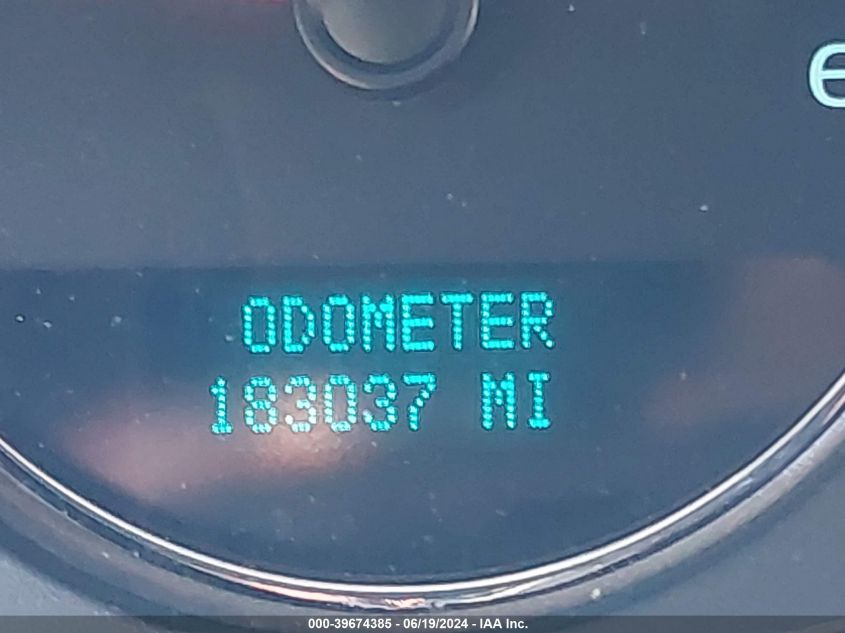 e
ODOMETER
183037 MI
000-39674385 - 06/19/2024 - IAA Inc.